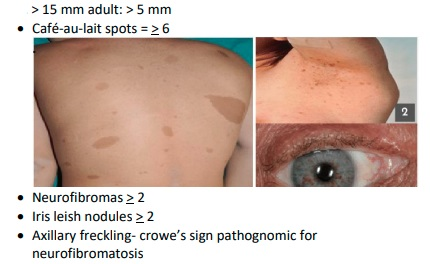 > 15 mm adult: > 5 mm
• Café-au-lait spots = ≥ 6
2
• Neurofibromas ≥ 2
• Iris leish nodules ≥ 2
• Axillary freckling- crowe’s sign pathognomic for
neurofibromatosis